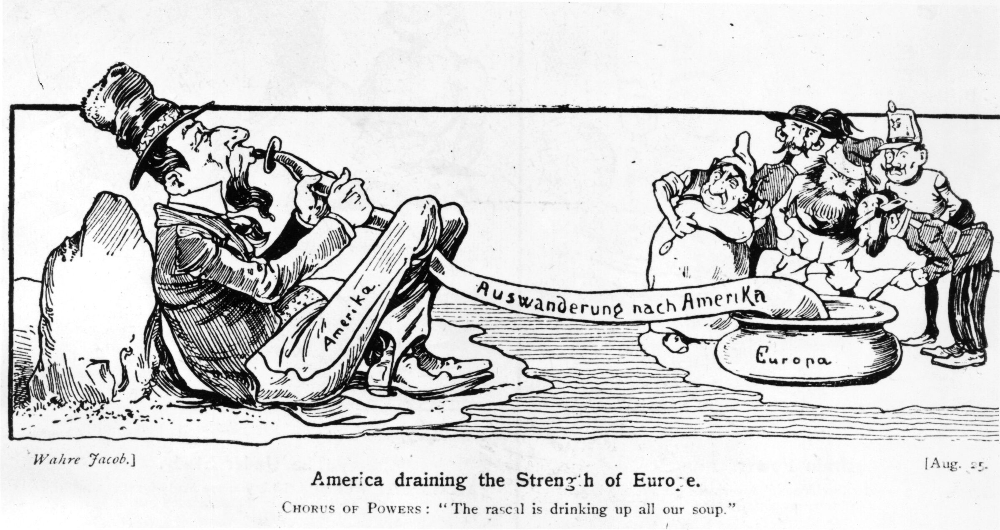 Amerika.
Auswanderung nach Amerika
Europa
Wahre Jacob.]
[Aug. 25.
America draining the Strength of Europe.
CHORUS OF POWERS: "The rascal is drinking up all our soup."